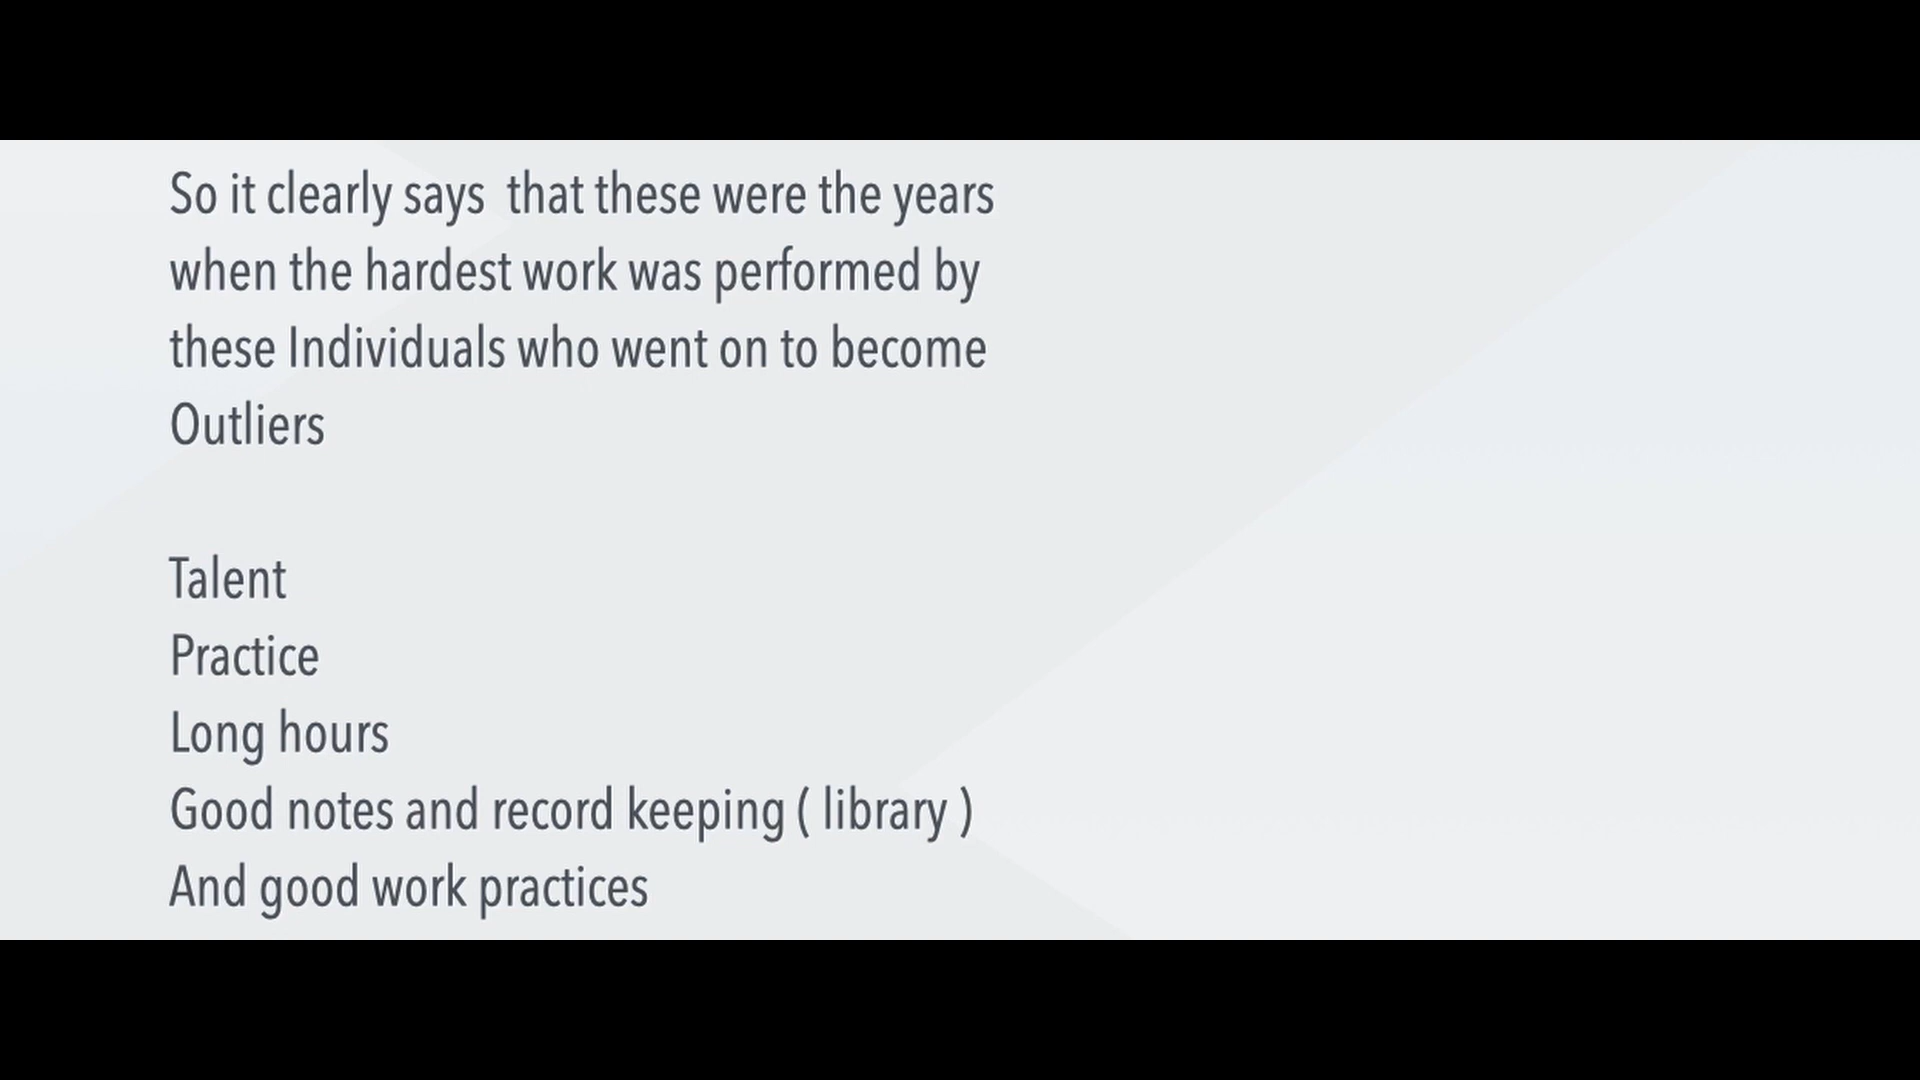 So it clearly says  that these were the years
when the hardest work was performed by
these Individuals who went on to become
Outliers
Talent
Practice
Long hours
Good notes and record keeping ( library )
And good work practices